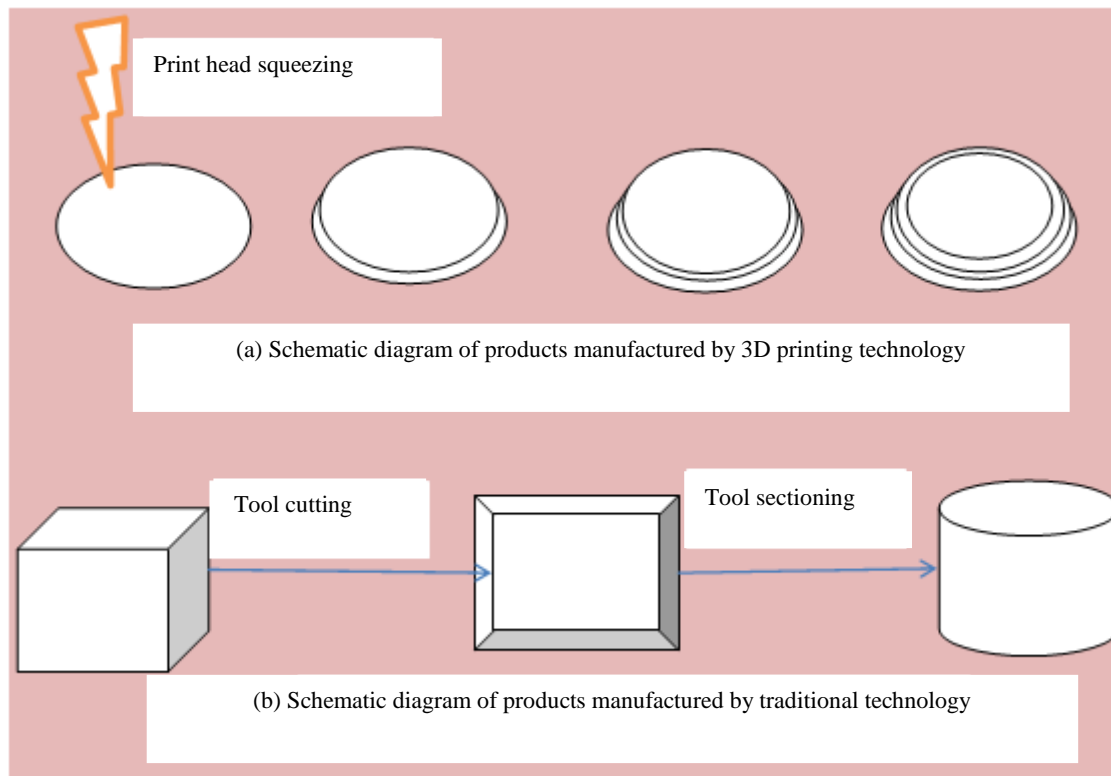 Print head squeezing
(a) Schematic diagram of products manufactured by 3D printing technology
Tool cutting
Tool sectioning
(b) Schematic diagram of products manufactured by traditional technology